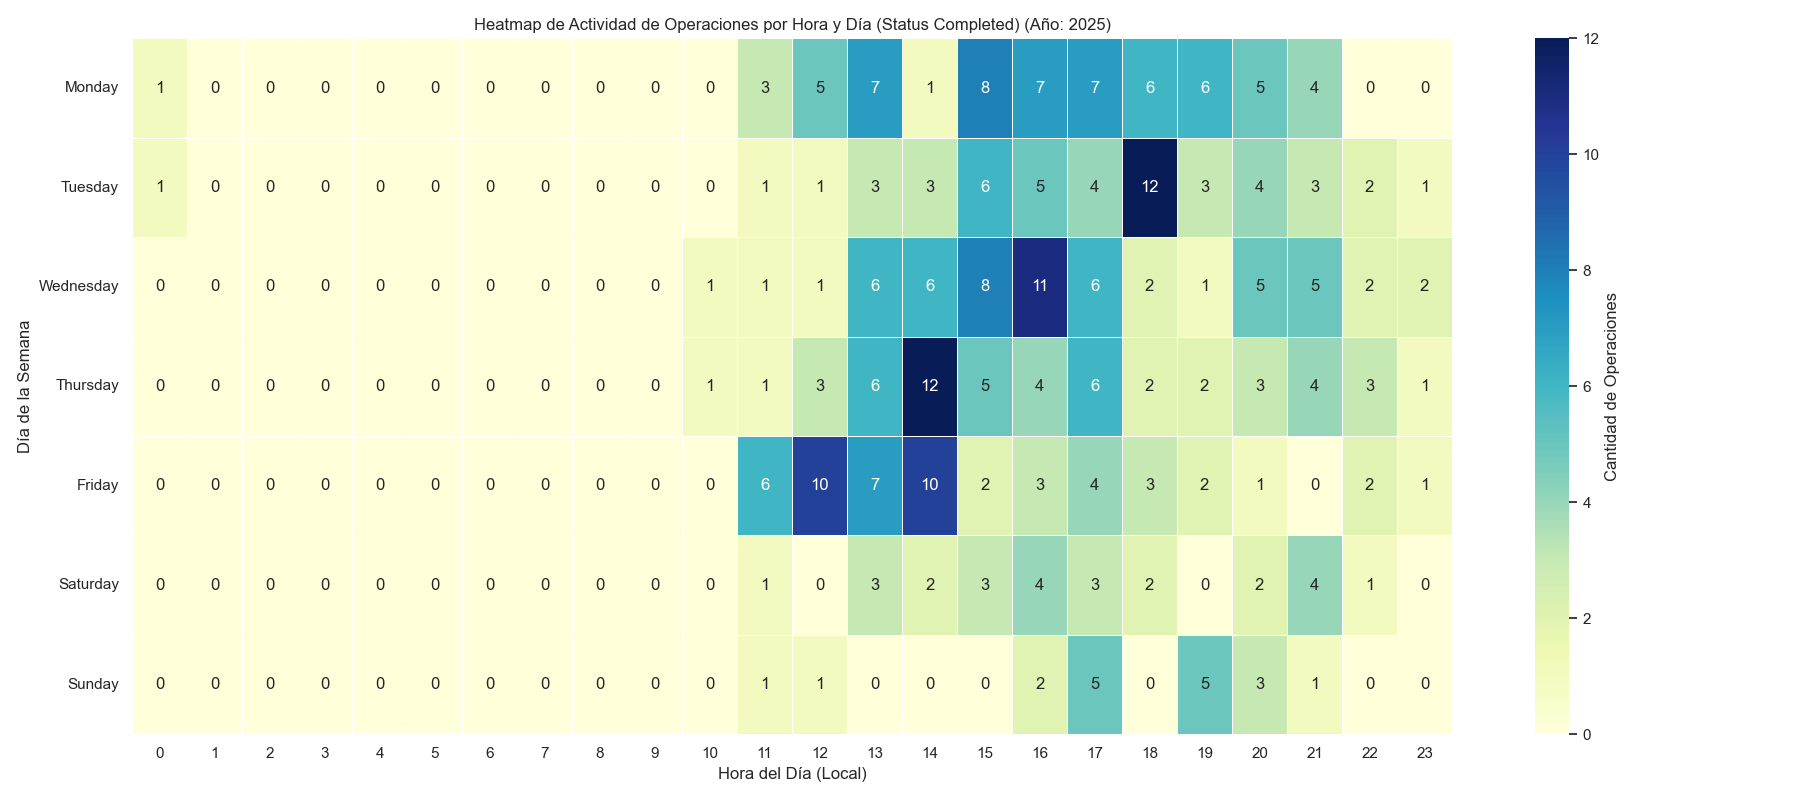 Heatmap de Actividad de Operaciones por Hora y Día (Status Completed) (Año: 2025)
Día de la Semana
Monday 1 0 0 0 0 0 0 0 0 0 0 3 5 7 1 8 7 7 6 6 5 4 0 0
Tuesday 1 0 0 0 0 0 0 0 0 0 0 1 1 3 3 6 5 4 12 3 4 3 2 1
Wednesday 0 0 0 0 0 0 0 0 0 0 1 1 1 6 6 8 11 6 2 1 5 5 2 2
Thursday 0 0 0 0 0 0 0 0 0 0 1 1 3 6 12 5 4 6 2 2 3 4 3 1
Friday 0 0 0 0 0 0 0 0 0 0 0 6 10 7 10 2 3 4 3 2 1 0 2 1
Saturday 0 0 0 0 0 0 0 0 0 0 0 1 0 3 2 3 4 3 2 0 2 4 1 0
Sunday 0 0 0 0 0 0 0 0 0 0 0 1 1 0 0 0 2 5 0 5 3 1 0 0
0 1 2 3 4 5 6 7 8 9 10 11 12 13 14 15 16 17 18 19 20 21 22 23
Hora del Día (Local)
12
10
8
6
4
2
0
Cantidad de Operaciones